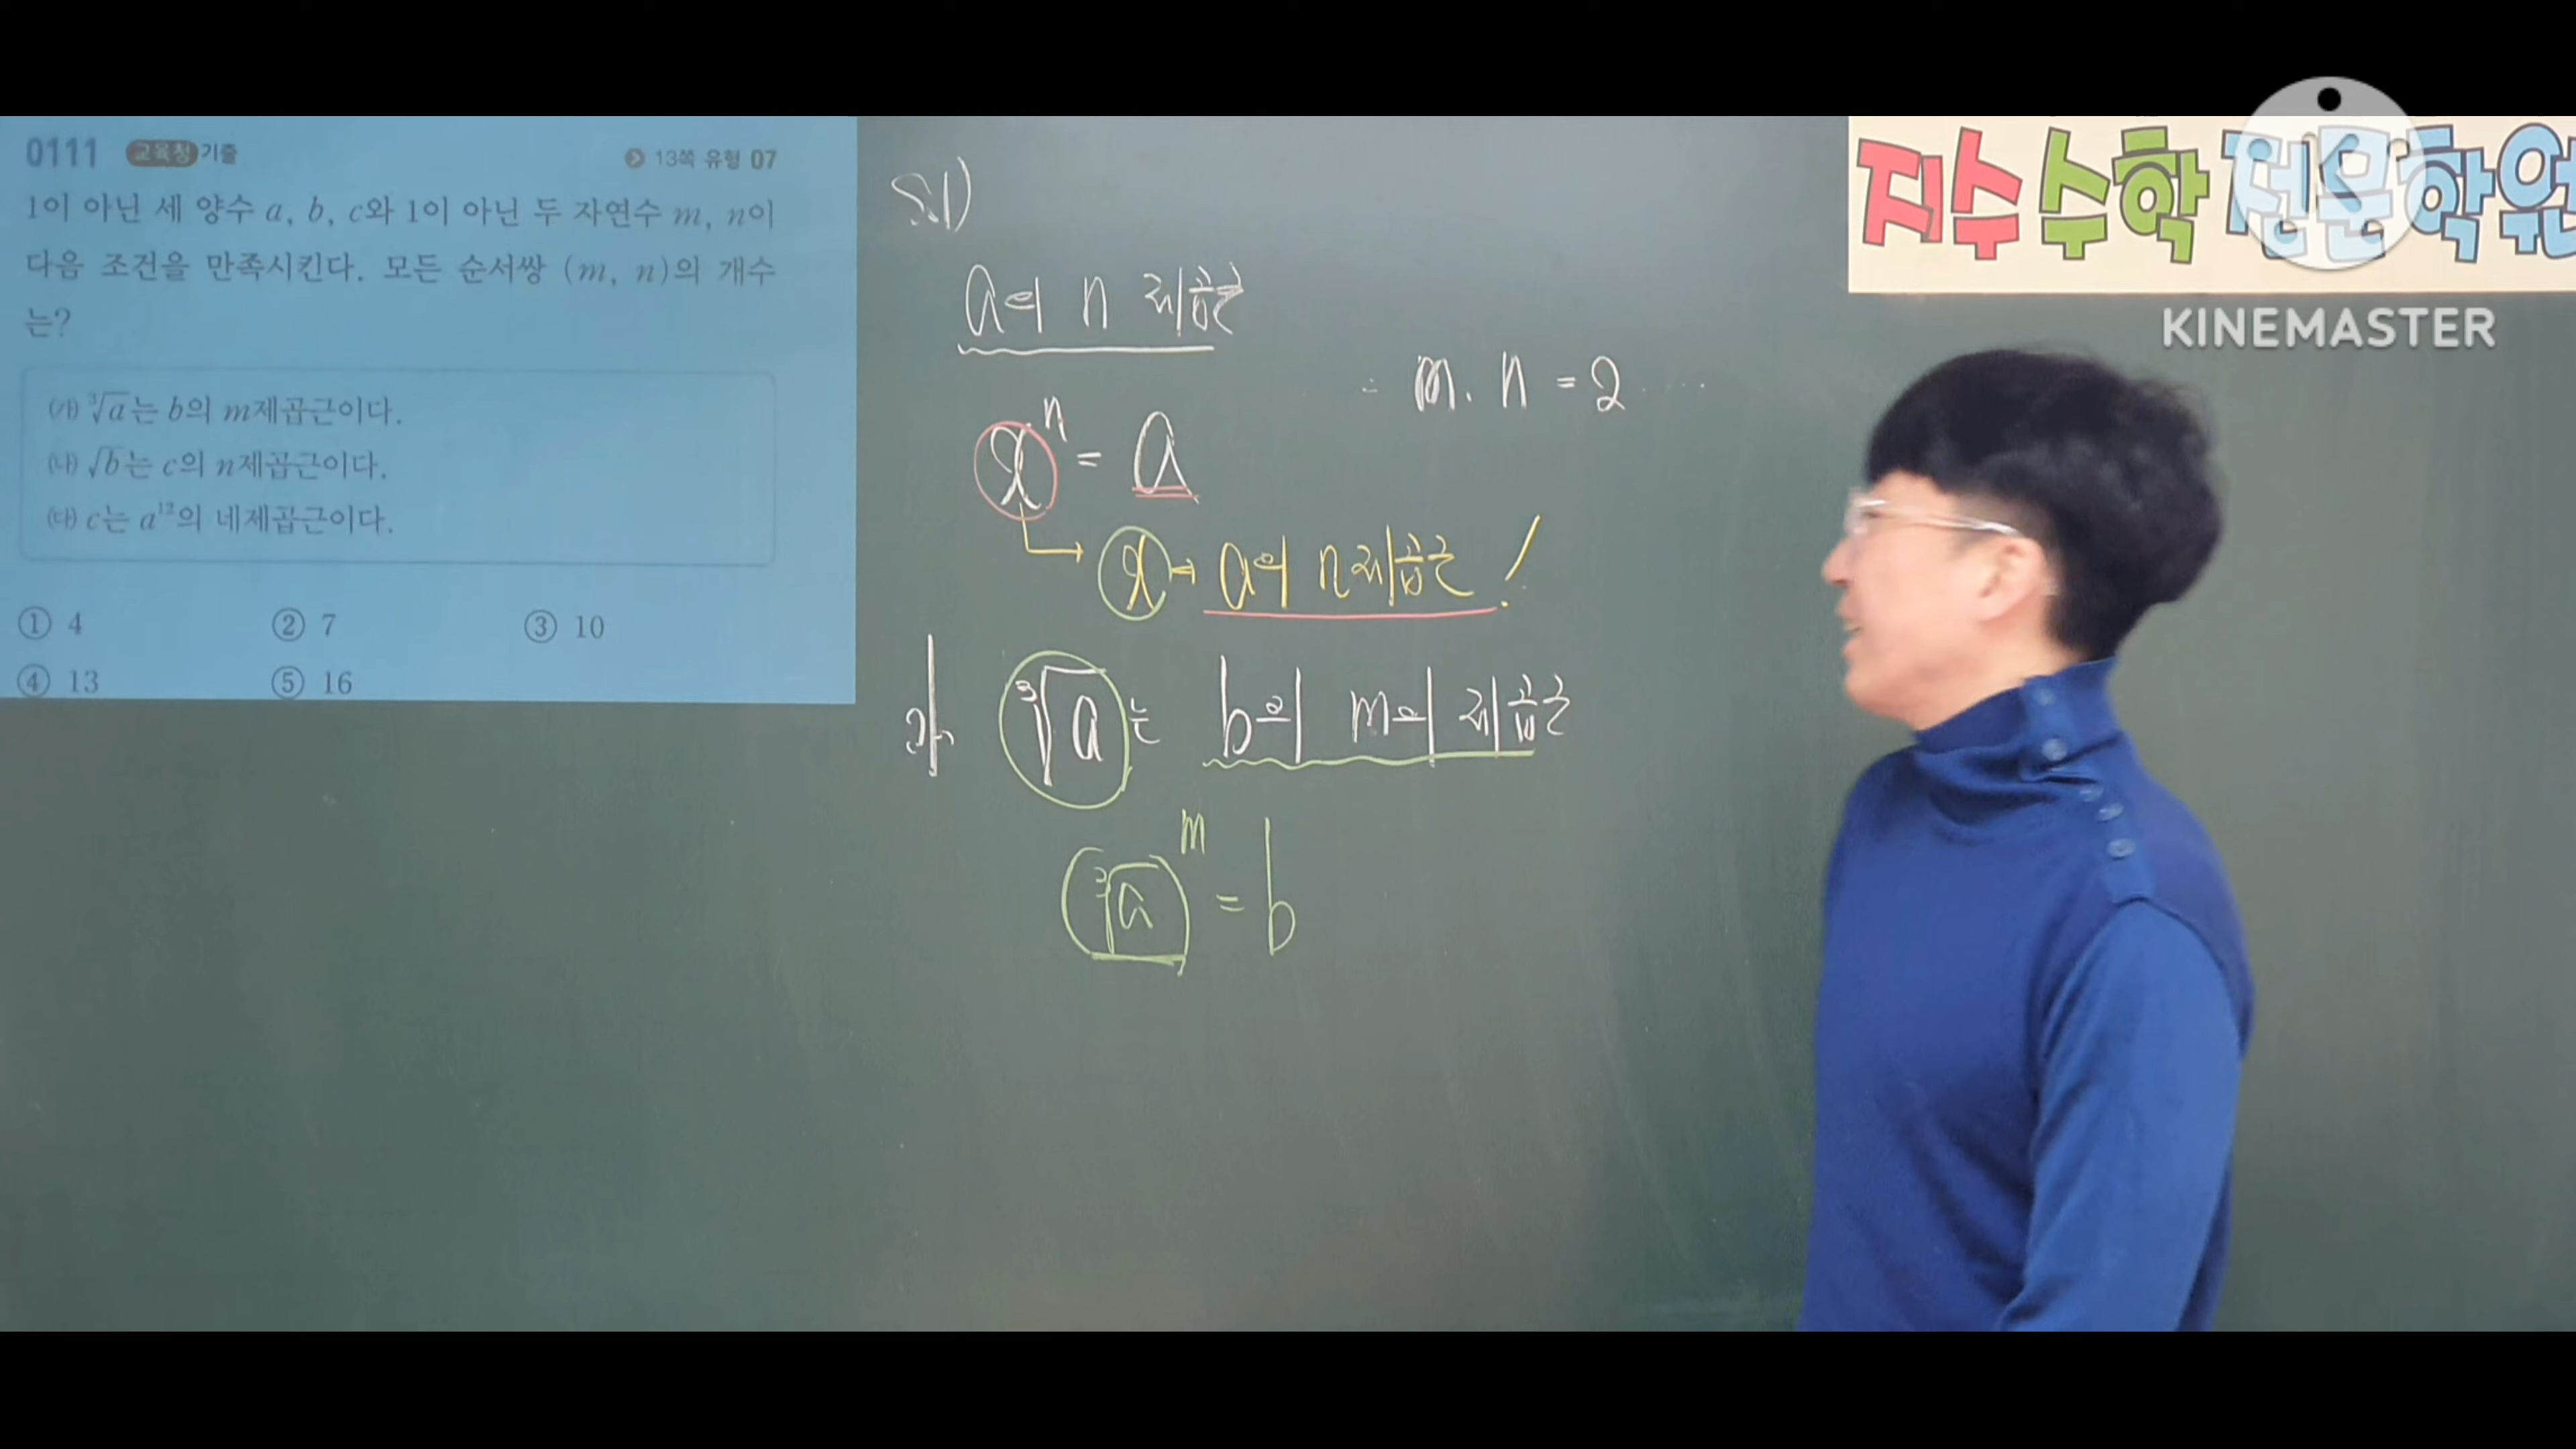 0111 교육청 기출 13쪽 유형 07
1이 아닌 세 양수 a, b, c와 1이 아닌 두 자연수 m, n이
다음 조건을 만족시킨다. 모든 순서쌍 (m, n)의 개수
는?
㈎ ∛a는 b의 m제곱근이다.
㈏ √b는 c의 n제곱근이다.
㈐ c는 a¹²의 네제곱근이다.
① 4 ② 7 ③ 10
④ 13 ⑤ 16
a의 n 제곱근
m. n = 2 ....
xⁿ = a
x → a의 n제곱근!
가 ∛a는 b의 m의 제곱근
(∛a)ᵐ = b
지수수학전문학원
KINEMASTER